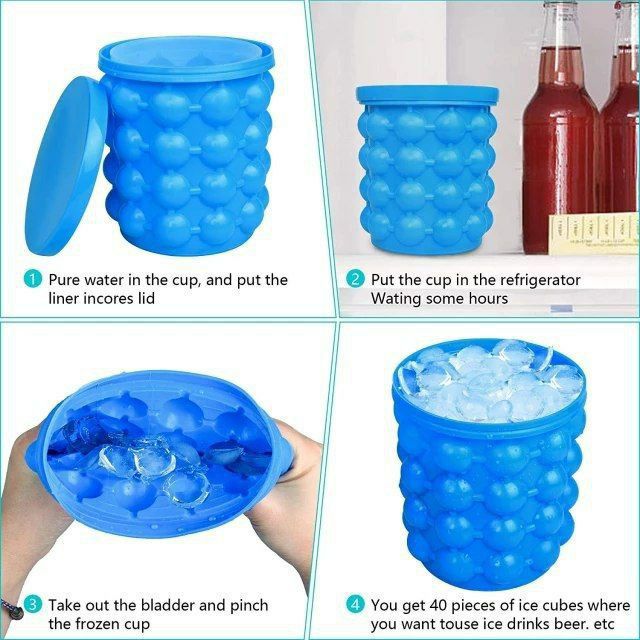 1 Pure water in the cup, and put the
liner incores lid
2 Put the cup in the refrigerator
Wating some hours
3 Take out the bladder and pinch
the frozen cup
4 You get 40 pieces of ice cubes where
you want touse ice drinks beer. etc